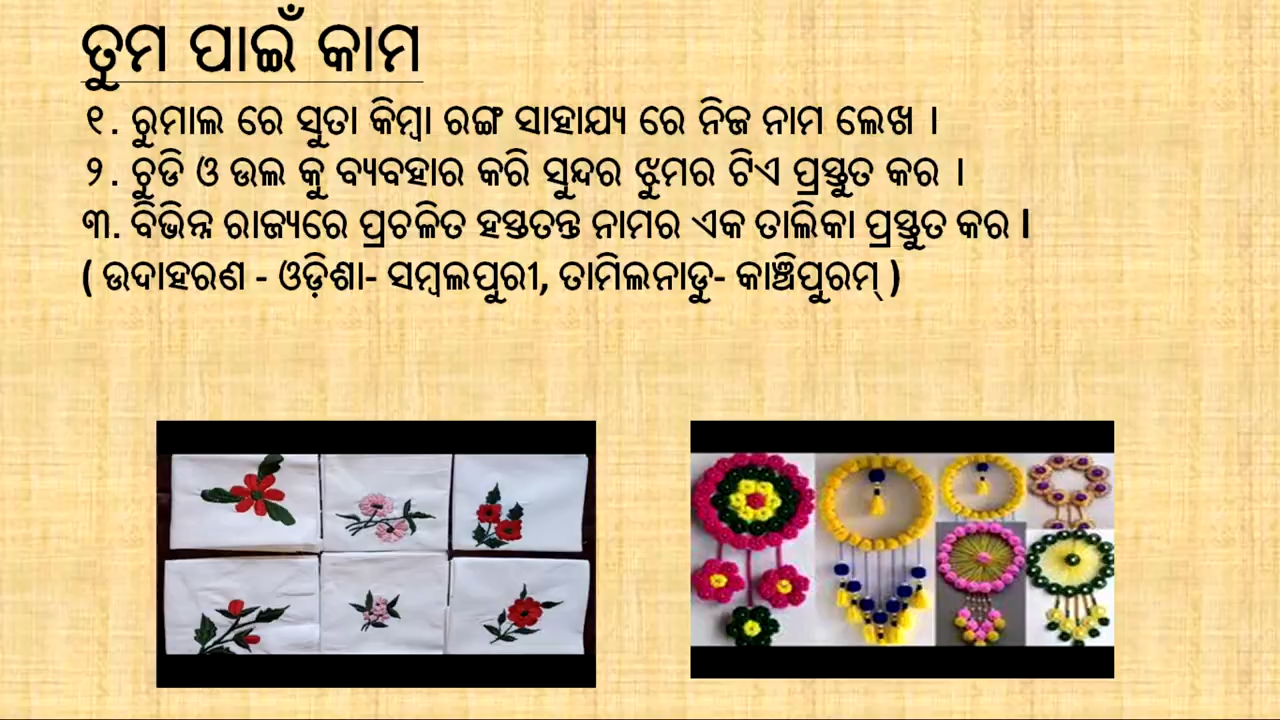 ତୁମ ପାଇଁ କାମ
୧. ରୁମାଲ ରେ ସୁତା କିମ୍ବା ରଙ୍ଗ ସାହାଯ୍ୟ ରେ ନିଜ ନାମ ଲେଖ ।
୨. ଚୁଡି ଓ ଉଲ କୁ ବ୍ୟବହାର କରି ସୁନ୍ଦର ଝୁମର ଟିଏ ପ୍ରସ୍ତୁତ କର ।
୩. ବିଭିନ୍ନ ରାଜ୍ୟରେ ପ୍ରଚଳିତ ହସ୍ତତନ୍ତ ନାମର ଏକ ତାଲିକା ପ୍ରସ୍ତୁତ କର l
( ଉଦାହରଣ - ଓଡ଼ିଶା- ସମ୍ବଲପୁରୀ, ତାମିଲନାଡୁ- କାଞ୍ଚିପୁରମ୍ )